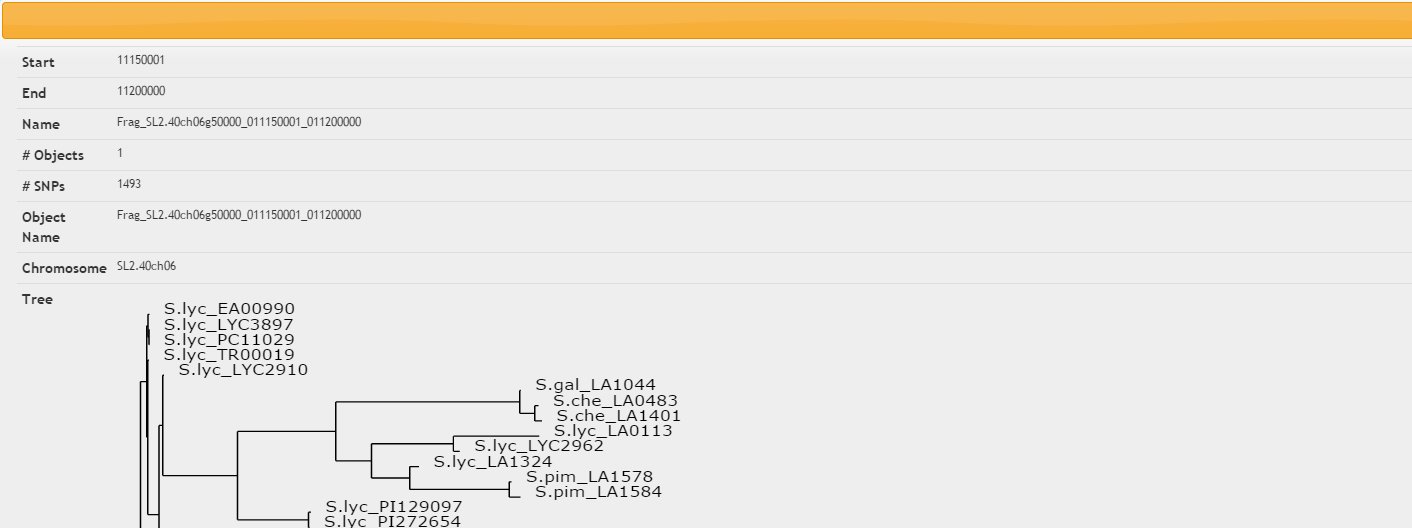 Start 11150001
End 11200000
Name Frag_SL2.40ch06g50000_011150001_011200000
# Objects 1
# SNPs 1493
Object Name Frag_SL2.40ch06g50000_011150001_011200000
Chromosome SL2.40ch06
Tree
S.lyc_EA00990
S.lyc_LYC3897
S.lyc_PC11029
S.lyc_TR00019
S.lyc_LYC2910
S.gal_LA1044
S.che_LA0483
S.che_LA1401
S.lyc_LA0113
S.lyc_LYC2962
S.lyc_LA1324
S.pim_LA1578
S.pim_LA1584
S.lyc_PI129097
S.lyc_PI272654